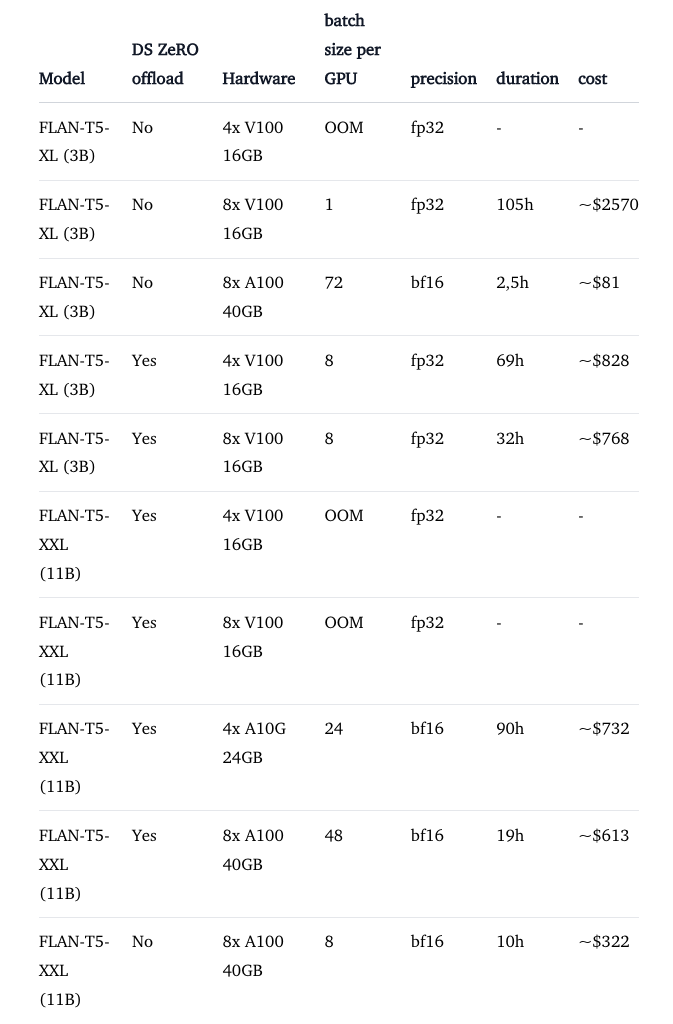 Model DS ZeRO offload Hardware batch size per GPU precision duration cost
FLAN-T5-XL (3B) No 4x V100 16GB OOM fp32 - -
FLAN-T5-XL (3B) No 8x V100 16GB 1 fp32 105h ~$2570
FLAN-T5-XL (3B) No 8x A100 40GB 72 bf16 2,5h ~$81
FLAN-T5-XL (3B) Yes 4x V100 16GB 8 fp32 69h ~$828
FLAN-T5-XL (3B) Yes 8x V100 16GB 8 fp32 32h ~$768
FLAN-T5-XXL (11B) Yes 4x V100 16GB OOM fp32 - -
FLAN-T5-XXL (11B) Yes 8x V100 16GB OOM fp32 - -
FLAN-T5-XXL (11B) Yes 4x A10G 24GB 24 bf16 90h ~$732
FLAN-T5-XXL (11B) Yes 8x A100 40GB 48 bf16 19h ~$613
FLAN-T5-XXL (11B) No 8x A100 40GB 8 bf16 10h ~$322